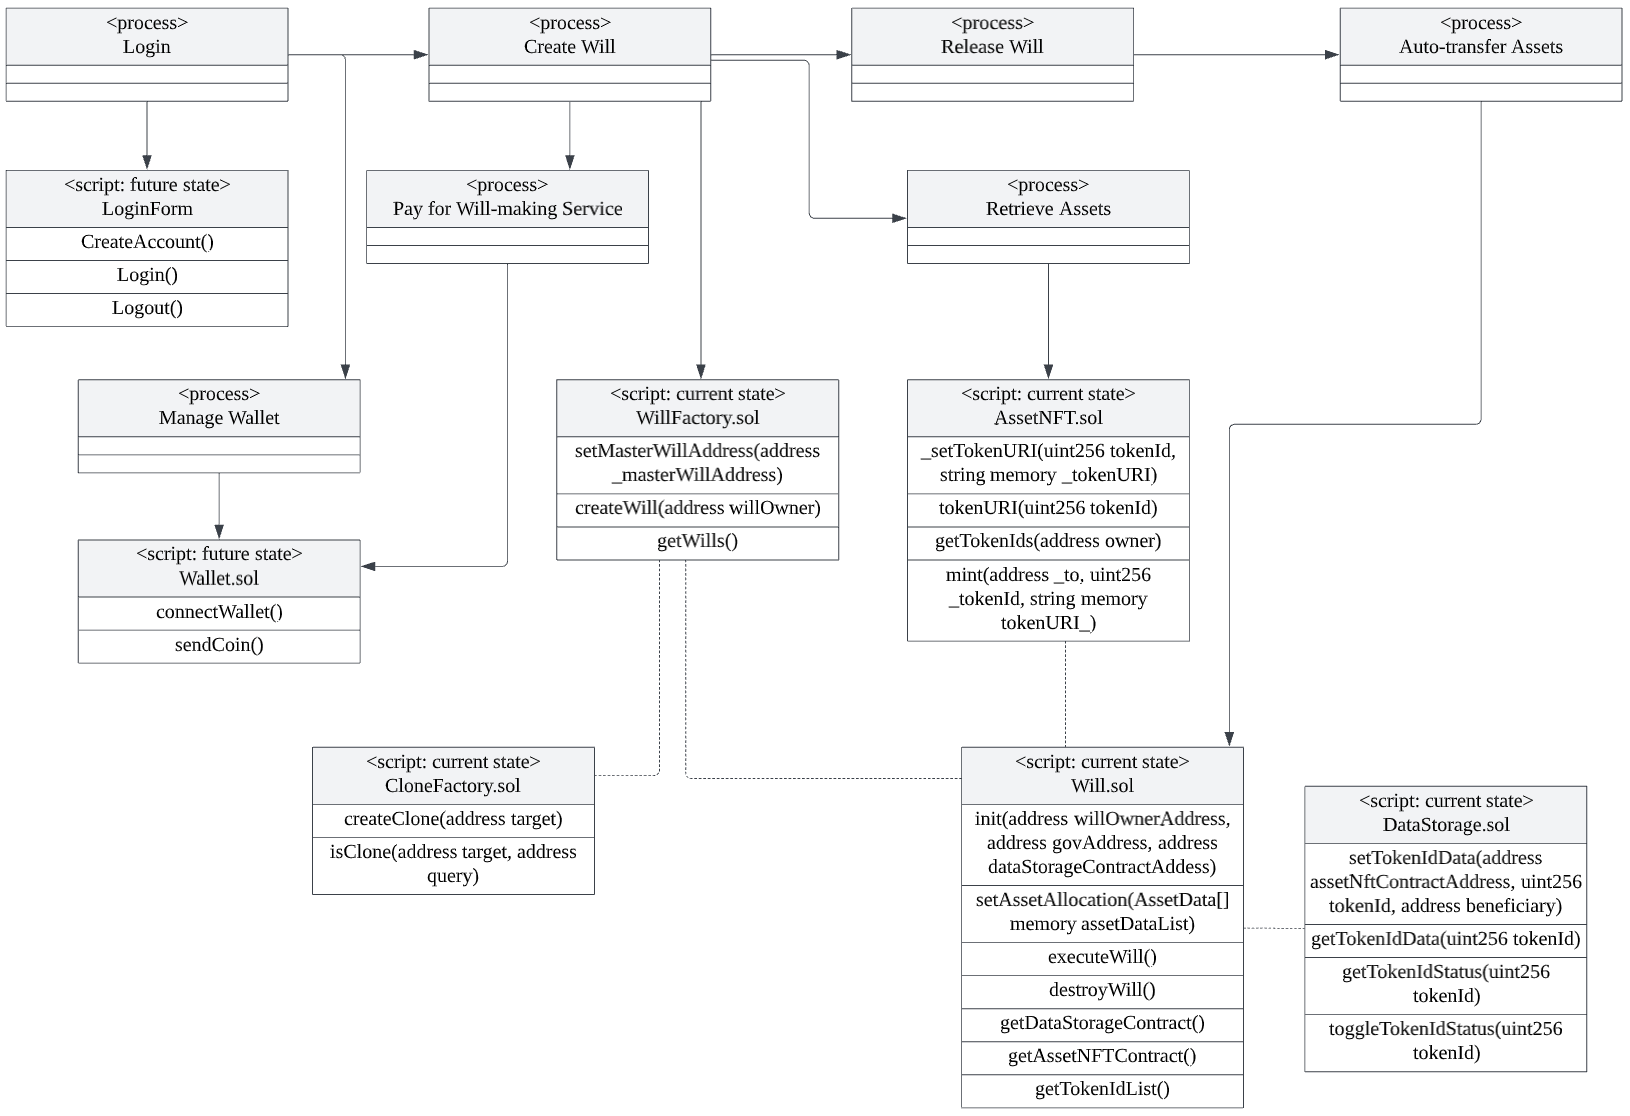 <process>
Login
<process>
Create Will
<process>
Release Will
<process>
Auto-transfer Assets
<script: future state>
LoginForm
CreateAccount()
Login()
Logout()
<process>
Pay for Will-making Service
<process>
Retrieve Assets
<process>
Manage Wallet
<script: current state>
WillFactory.sol
setMasterWillAddress(address
_masterWillAddress)
createWill(address willOwner)
getWills()
<script: current state>
AssetNFT.sol
_setTokenURI(uint256 tokenId,
string memory _tokenURI)
tokenURI(uint256 tokenId)
getTokenIds(address owner)
mint(address _to, uint256
_tokenId, string memory
tokenURI_)
<script: future state>
Wallet.sol
connectWallet()
sendCoin()
<script: current state>
CloneFactory.sol
createClone(address target)
isClone(address target, address
query)
<script: current state>
Will.sol
init(address willOwnerAddress,
address govAddress, address
dataStorageContractAddess)
setAssetAllocation(AssetData[]
memory assetDataList)
executeWill()
destroyWill()
getDataStorageContract()
getAssetNFTContract()
getTokenIdList()
<script: current state>
DataStorage.sol
setTokenIdData(address
assetNftContractAddress, uint256
tokenId, address beneficiary)
getTokenIdData(uint256 tokenId)
getTokenIdStatus(uint256
tokenId)
toggleTokenIdStatus(uint256
tokenId)